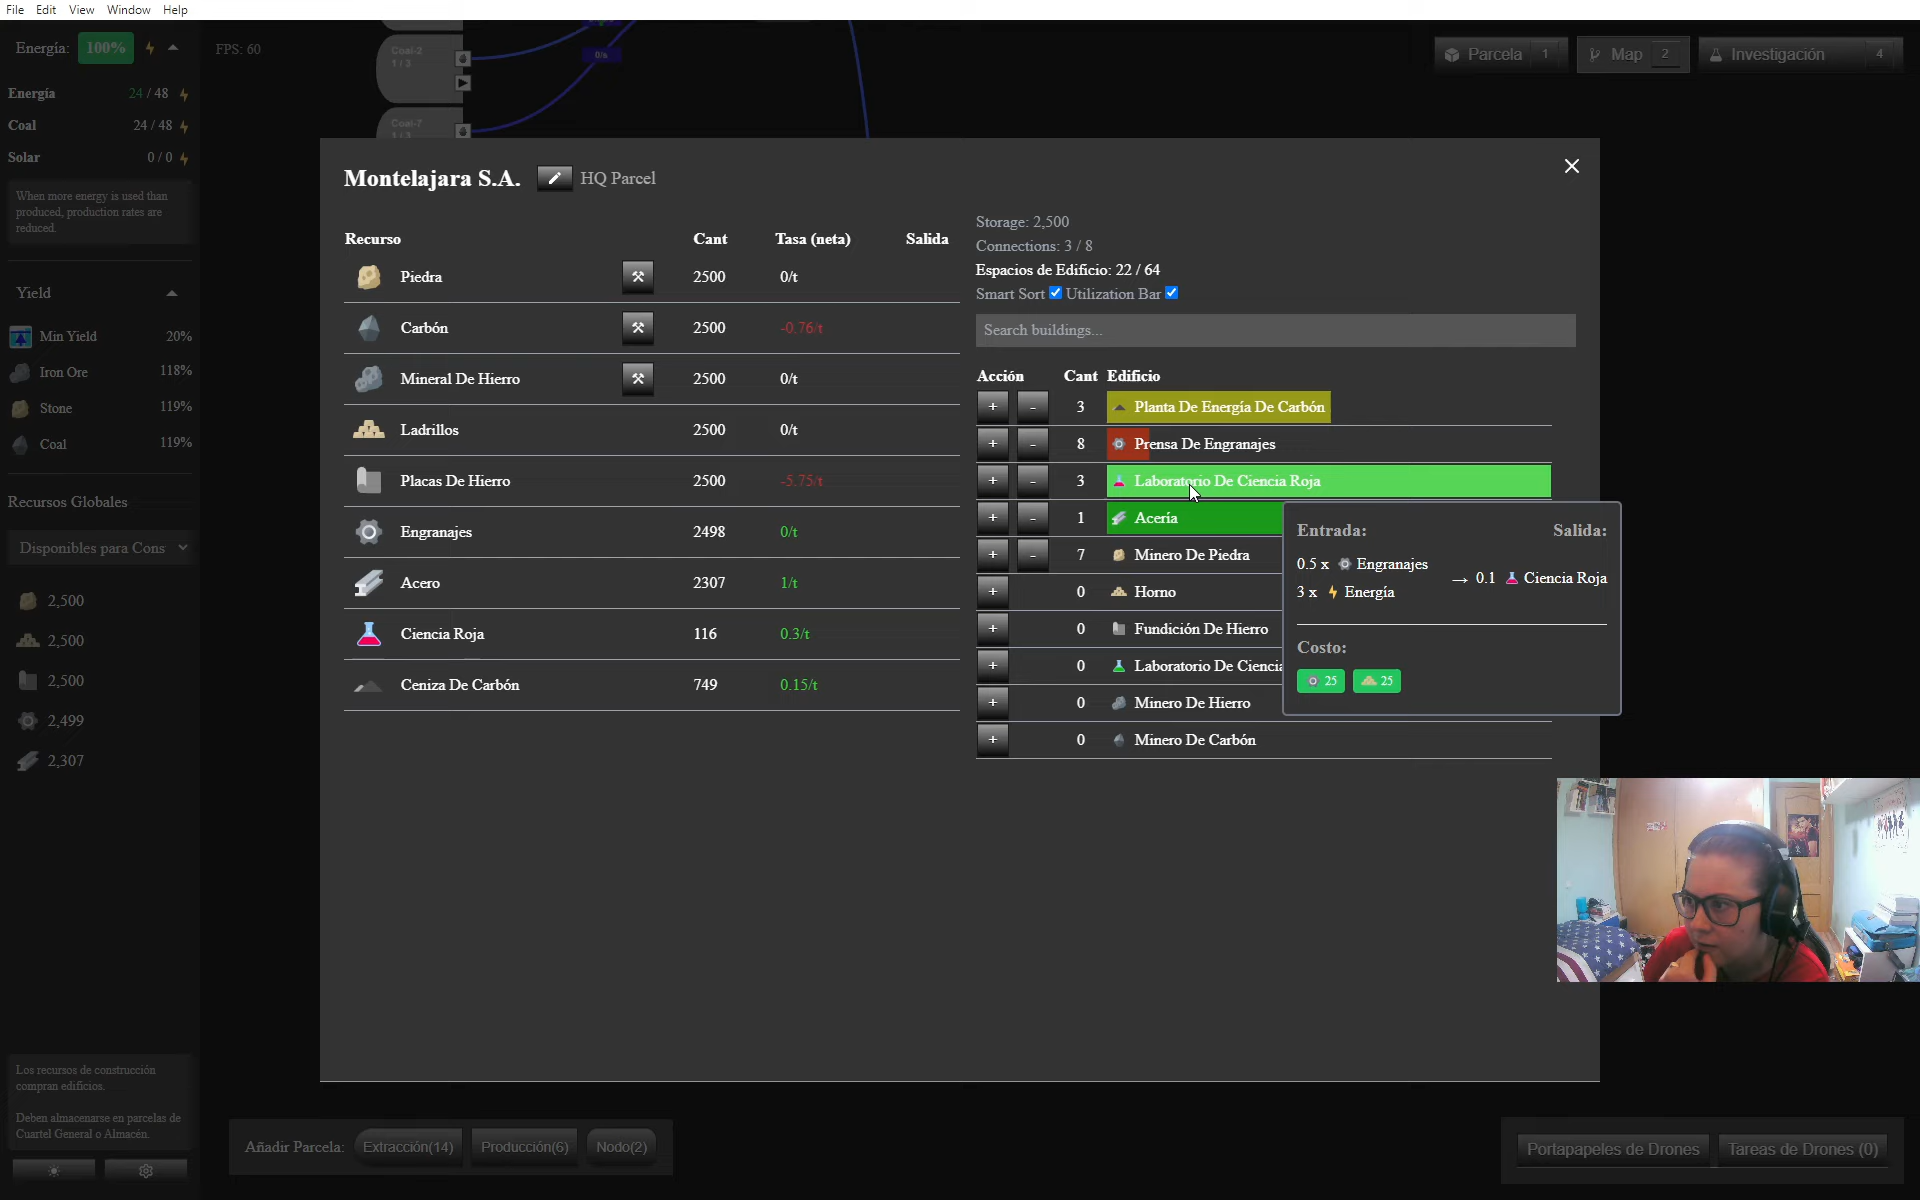 File Edit View Window Help
Energía: 100%
FPS: 60
Parcela 1
Map 2
Investigación 4
Energía 24 / 48
Coal 24 / 48
Solar 0 / 0
When more energy is used than
produced, production rates are
reduced.
Yield
Min Yield 20%
Iron Ore 118%
Stone 119%
Coal 119%
Recursos Globales
Disponibles para Cons
2,500
2,500
2,500
2,499
2,307
Los recursos de construcción
compran edificios.
Deben almacenarse en parcelas de
Cuartel General o Almacén.
Coal-2
1 / 3
0/s
Coal-7
1 / 3
Montelajara S.A. HQ Parcel
Recurso Cant Tasa (neta) Salida
Piedra 2500 0/t
Carbón 2500 -0.76/t
Mineral De Hierro 2500 0/t
Ladrillos 2500 0/t
Placas De Hierro 2500 -5.75/t
Engranajes 2498 0/t
Acero 2307 1/t
Ciencia Roja 116 0.3/t
Ceniza De Carbón 749 0.15/t
Storage: 2,500
Connections: 3 / 8
Espacios de Edificio: 22 / 64
Smart Sort Utilization Bar
Search buildings...
Acción Cant Edificio
+ - 3 Planta De Energía De Carbón
+ - 8 Prensa De Engranajes
+ - 3 Laboratorio De Ciencia Roja
+ - 1 Acería
+ - 7 Minero De Piedra
+ 0 Horno
+ 0 Fundición De Hierro
+ 0 Laboratorio De Ciencia
+ 0 Minero De Hierro
+ 0 Minero De Carbón
Entrada: Salida:
0.5 x Engranajes
3 x Energía
→ 0.1 Ciencia Roja
Costo:
25 25
Añadir Parcela: Extracción(14) Producción(6) Nodo(2)
Portapapeles de Drones Tareas de Drones (0)